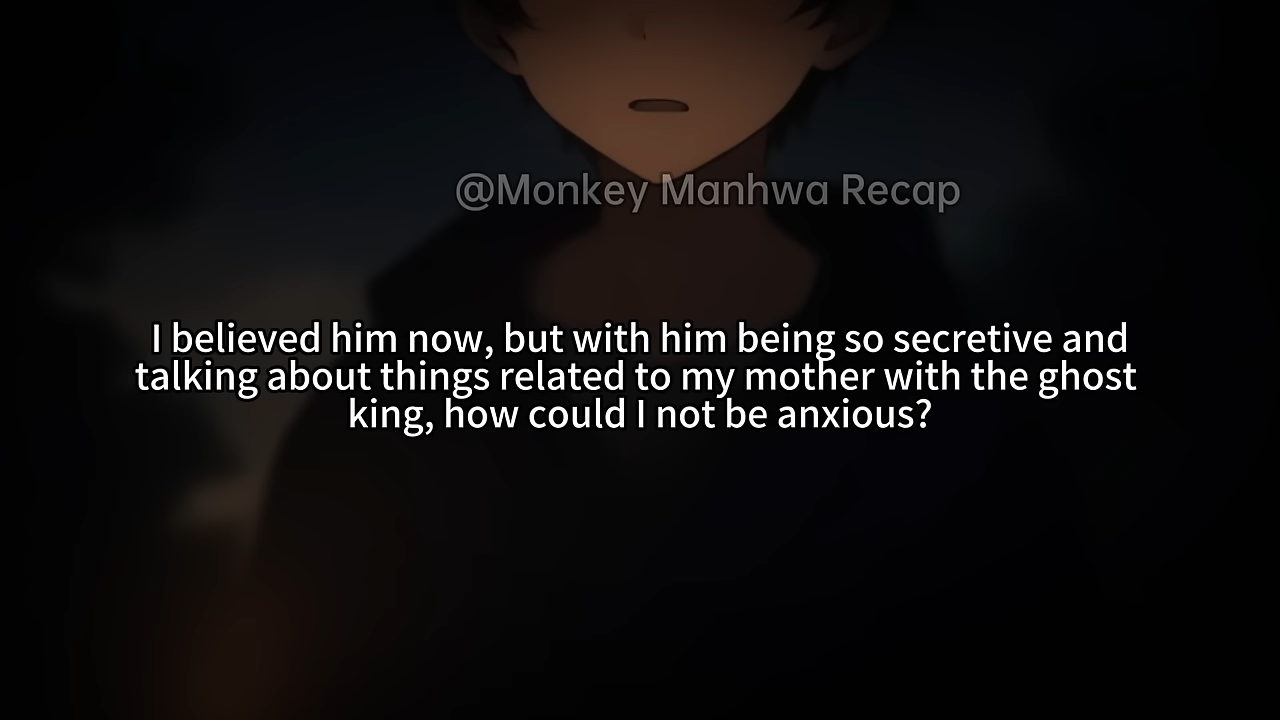 @Monkey Manhwa Recap
I believed him now, but with him being so secretive and
talking about things related to my mother with the ghost
king, how could I not be anxious?